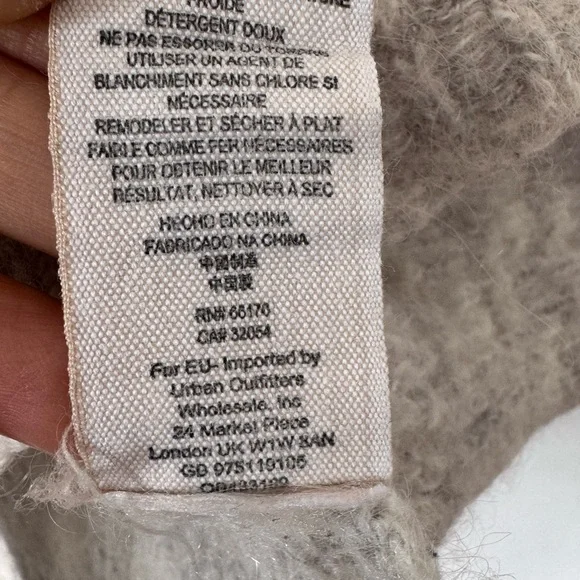 FROIDE
DÉTERGENT DOUX
NE PAS ESSORER OU TORDRE
UTILISER UN AGENT DE
BLANCHIMENT SANS CHLORE SI
NÉCESSAIRE
REMODELER ET SÉCHER À PLAT
FAIBLE COMME FER NÉCESSAIRES
POUR OBTENIR LE MEILLEUR
RÉSULTAT, NETTOYER À SEC
HECHO EN CHINA
FABRICADO NA CHINA
中國制造
中国製
RN# 66170
CA# 32054
For EU- Imported by
Urban Outfitters
Wholesale, Inc
24 Market Place
London UK W1W 8AN
GB 975119105